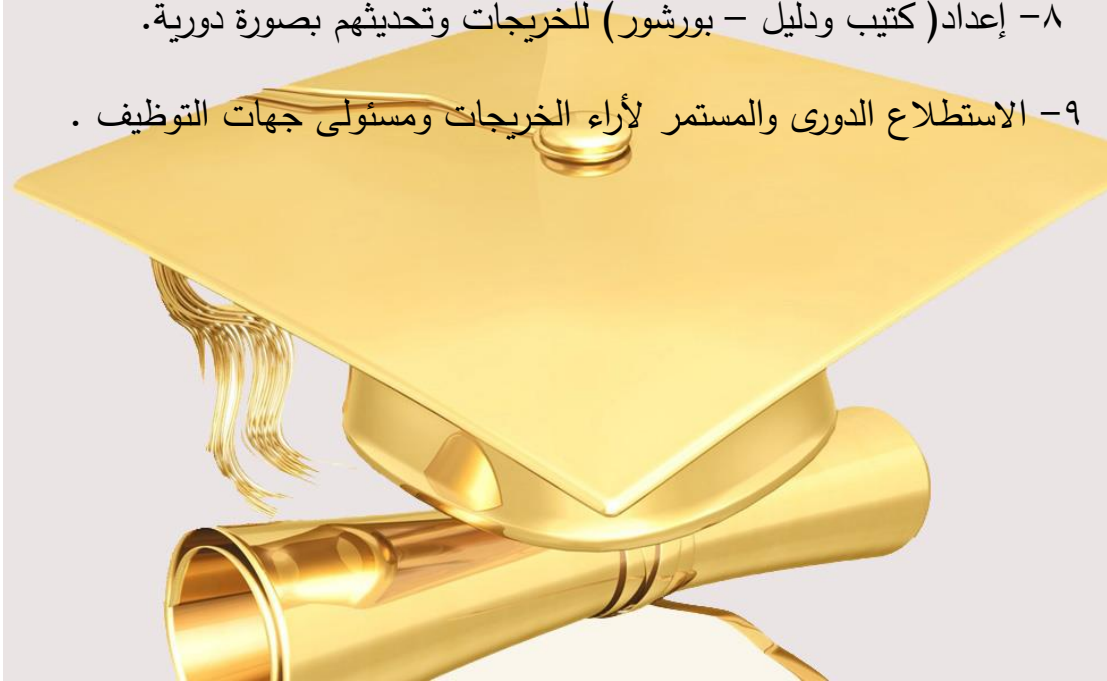 ٨- إعداد( كتيب ودليل – بورشور) للخريجات وتحديثهم بصورة دورية.
٩- الاستطلاع الدورى والمستمر لأراء الخريجات ومسئولى جهات التوظيف .